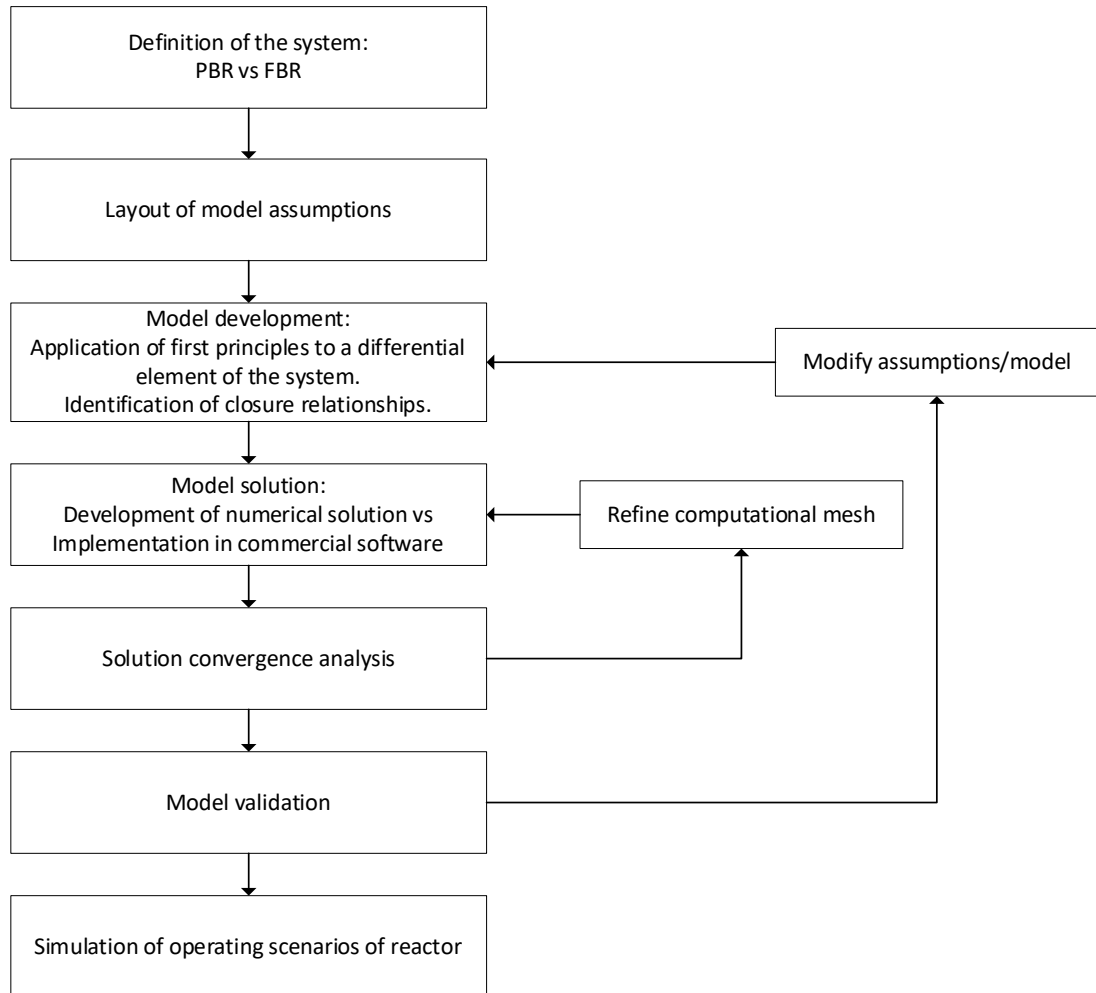 Definition of the system:
PBR vs FBR
Layout of model assumptions
Model development:
Application of first principles to a differential
element of the system.
Identification of closure relationships.
Modify assumptions/model
Model solution:
Development of numerical solution vs
Implementation in commercial software
Refine computational mesh
Solution convergence analysis
Model validation
Simulation of operating scenarios of reactor